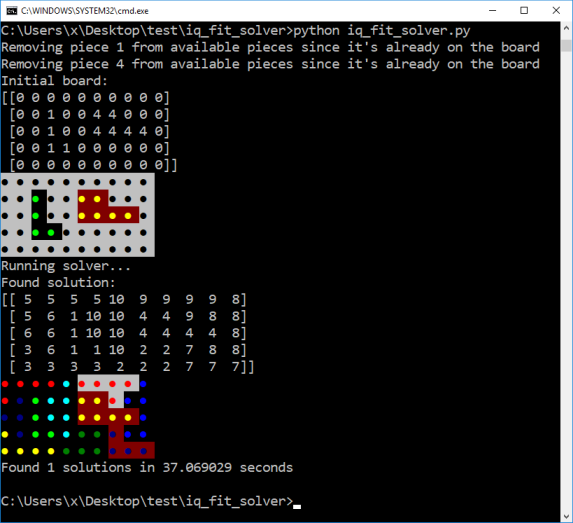 C:\WINDOWS\SYSTEM32\cmd.exe
C:\Users\x\Desktop\test\iq_fit_solver>python iq_fit_solver.py
Removing piece 1 from available pieces since it's already on the board
Removing piece 4 from available pieces since it's already on the board
Initial board:
[[0 0 0 0 0 0 0 0 0 0]
 [0 0 1 0 0 4 4 0 0 0]
 [0 0 1 0 0 4 4 4 4 0]
 [0 0 1 1 0 0 0 0 0 0]
 [0 0 0 0 0 0 0 0 0 0]]
Running solver...
Found solution:
[[ 5  5  5  5 10  9  9  9  9  8]
 [ 5  6  1 10 10  4  4  9  8  8]
 [ 6  6  1 10 10  4  4  4  4  8]
 [ 3  6  1  1 10  2  2  7  8  8]
 [ 3  3  3  3  2  2  2  7  7  7]]
Found 1 solutions in 37.069029 seconds
C:\Users\x\Desktop\test\iq_fit_solver>